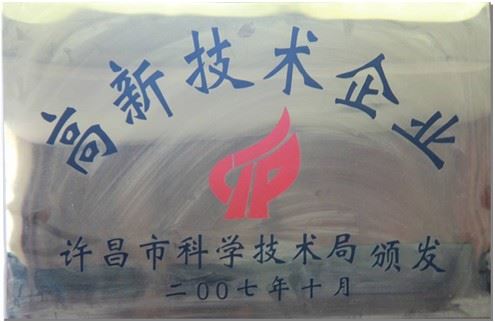 高新技术企业
许昌市科学技术局 颁发
二00七年十月